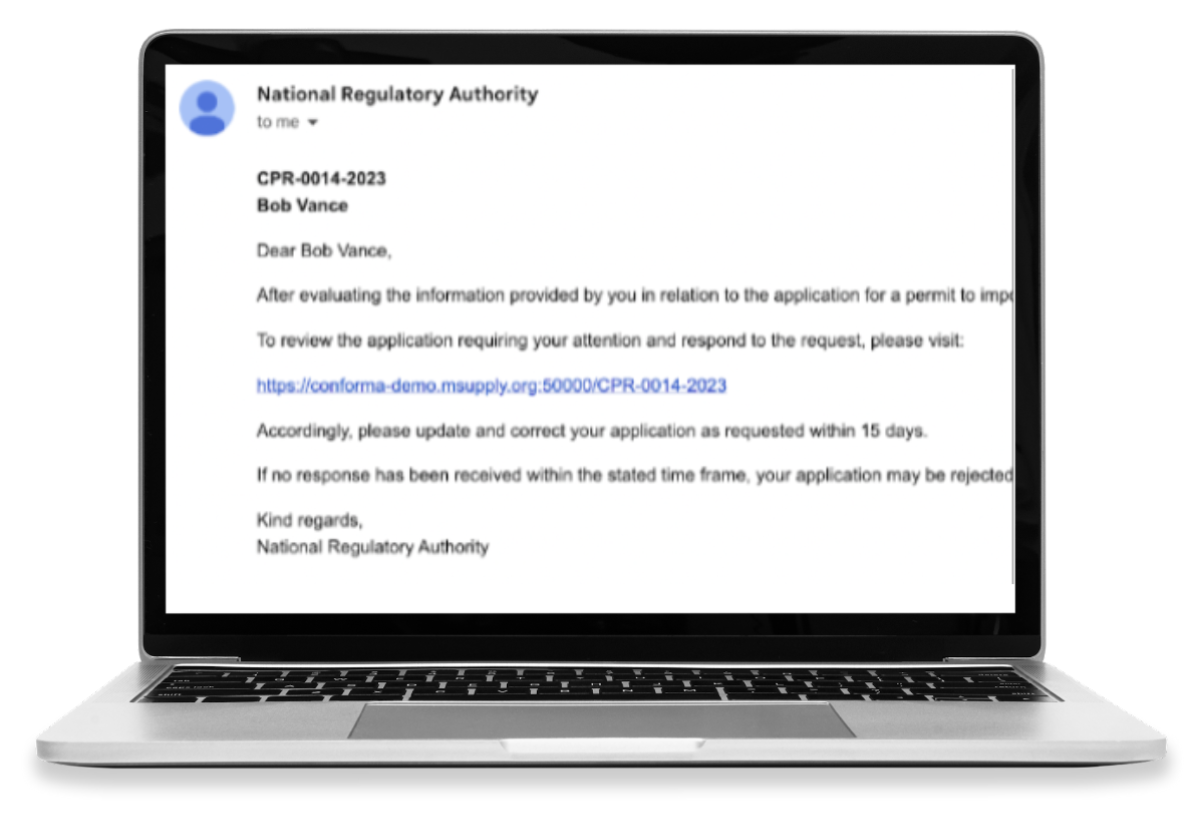 National Regulatory Authority
to me
CPR-0014-2023
Bob Vance
Dear Bob Vance,
After evaluating the information provided by you in relation to the application for a permit to
To review the application requiring your attention and respond to the request, please visit:
https://conforma-demo.msupply.org:50000/CPR-0014-2023
Accordingly, please update and correct your application as requested within 15 days.
If no response has been received within the stated time frame, your application may be rejected
Kind regards,
National Regulatory Authority